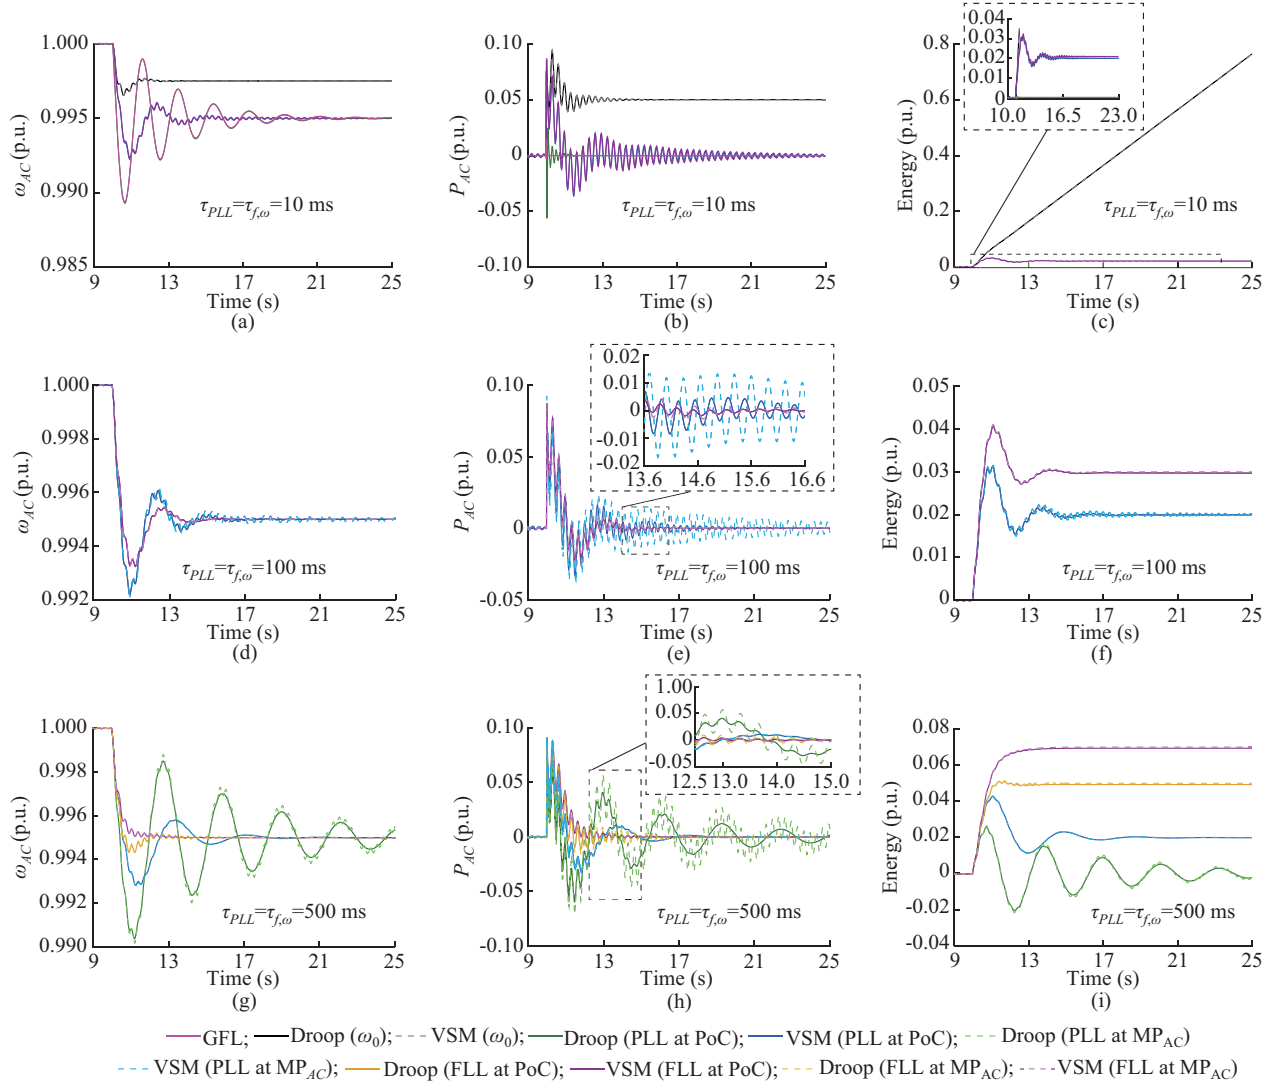 1.000
0.995
0.990
0.985
ω_AC (p.u.)
τ_PLL=τ_f,ω=10 ms
9 13 17 21 25
Time (s)
(a)
0.10
0.05
0
-0.05
-0.10
P_AC (p.u.)
τ_PLL=τ_f,ω=10 ms
9 13 17 21 25
Time (s)
(b)
0.8
0.6
0.4
0.2
0
Energy (p.u.)
0.04
0.03
0.02
0.01
0
10.0 16.5 23.0
τ_PLL=τ_f,ω=10 ms
9 13 17 21 25
Time (s)
(c)
1.000
0.998
0.996
0.994
0.992
ω_AC (p.u.)
τ_PLL=τ_f,ω=100 ms
9 13 17 21 25
Time (s)
(d)
0.10
0.05
0
-0.05
P_AC (p.u.)
0.02
0.01
0
-0.01
-0.02
13.6 14.6 15.6 16.6
τ_PLL=τ_f,ω=100 ms
9 13 17 21 25
Time (s)
(e)
0.05
0.04
0.03
0.02
0.01
0
Energy (p.u.)
τ_PLL=τ_f,ω=100 ms
9 13 17 21 25
Time (s)
(f)
1.000
0.998
0.996
0.994
0.992
0.990
ω_AC (p.u.)
τ_PLL=τ_f,ω=500 ms
9 13 17 21 25
Time (s)
(g)
0.10
0.05
0
-0.05
-0.10
P_AC (p.u.)
1.00
0.05
0
-0.05
12.5 13.0 14.0 15.0
τ_PLL=τ_f,ω=500 ms
9 13 17 21 25
Time (s)
(h)
0.08
0.06
0.04
0.02
0
-0.02
-0.04
Energy (p.u.)
τ_PLL=τ_f,ω=500 ms
9 13 17 21 25
Time (s)
(i)
GFL; Droop (ω₀); VSM (ω₀); Droop (PLL at PoC); VSM (PLL at PoC); Droop (PLL at MP_AC)
VSM (PLL at MP_AC); Droop (FLL at PoC); VSM (FLL at PoC); Droop (FLL at MP_AC); VSM (FLL at MP_AC)